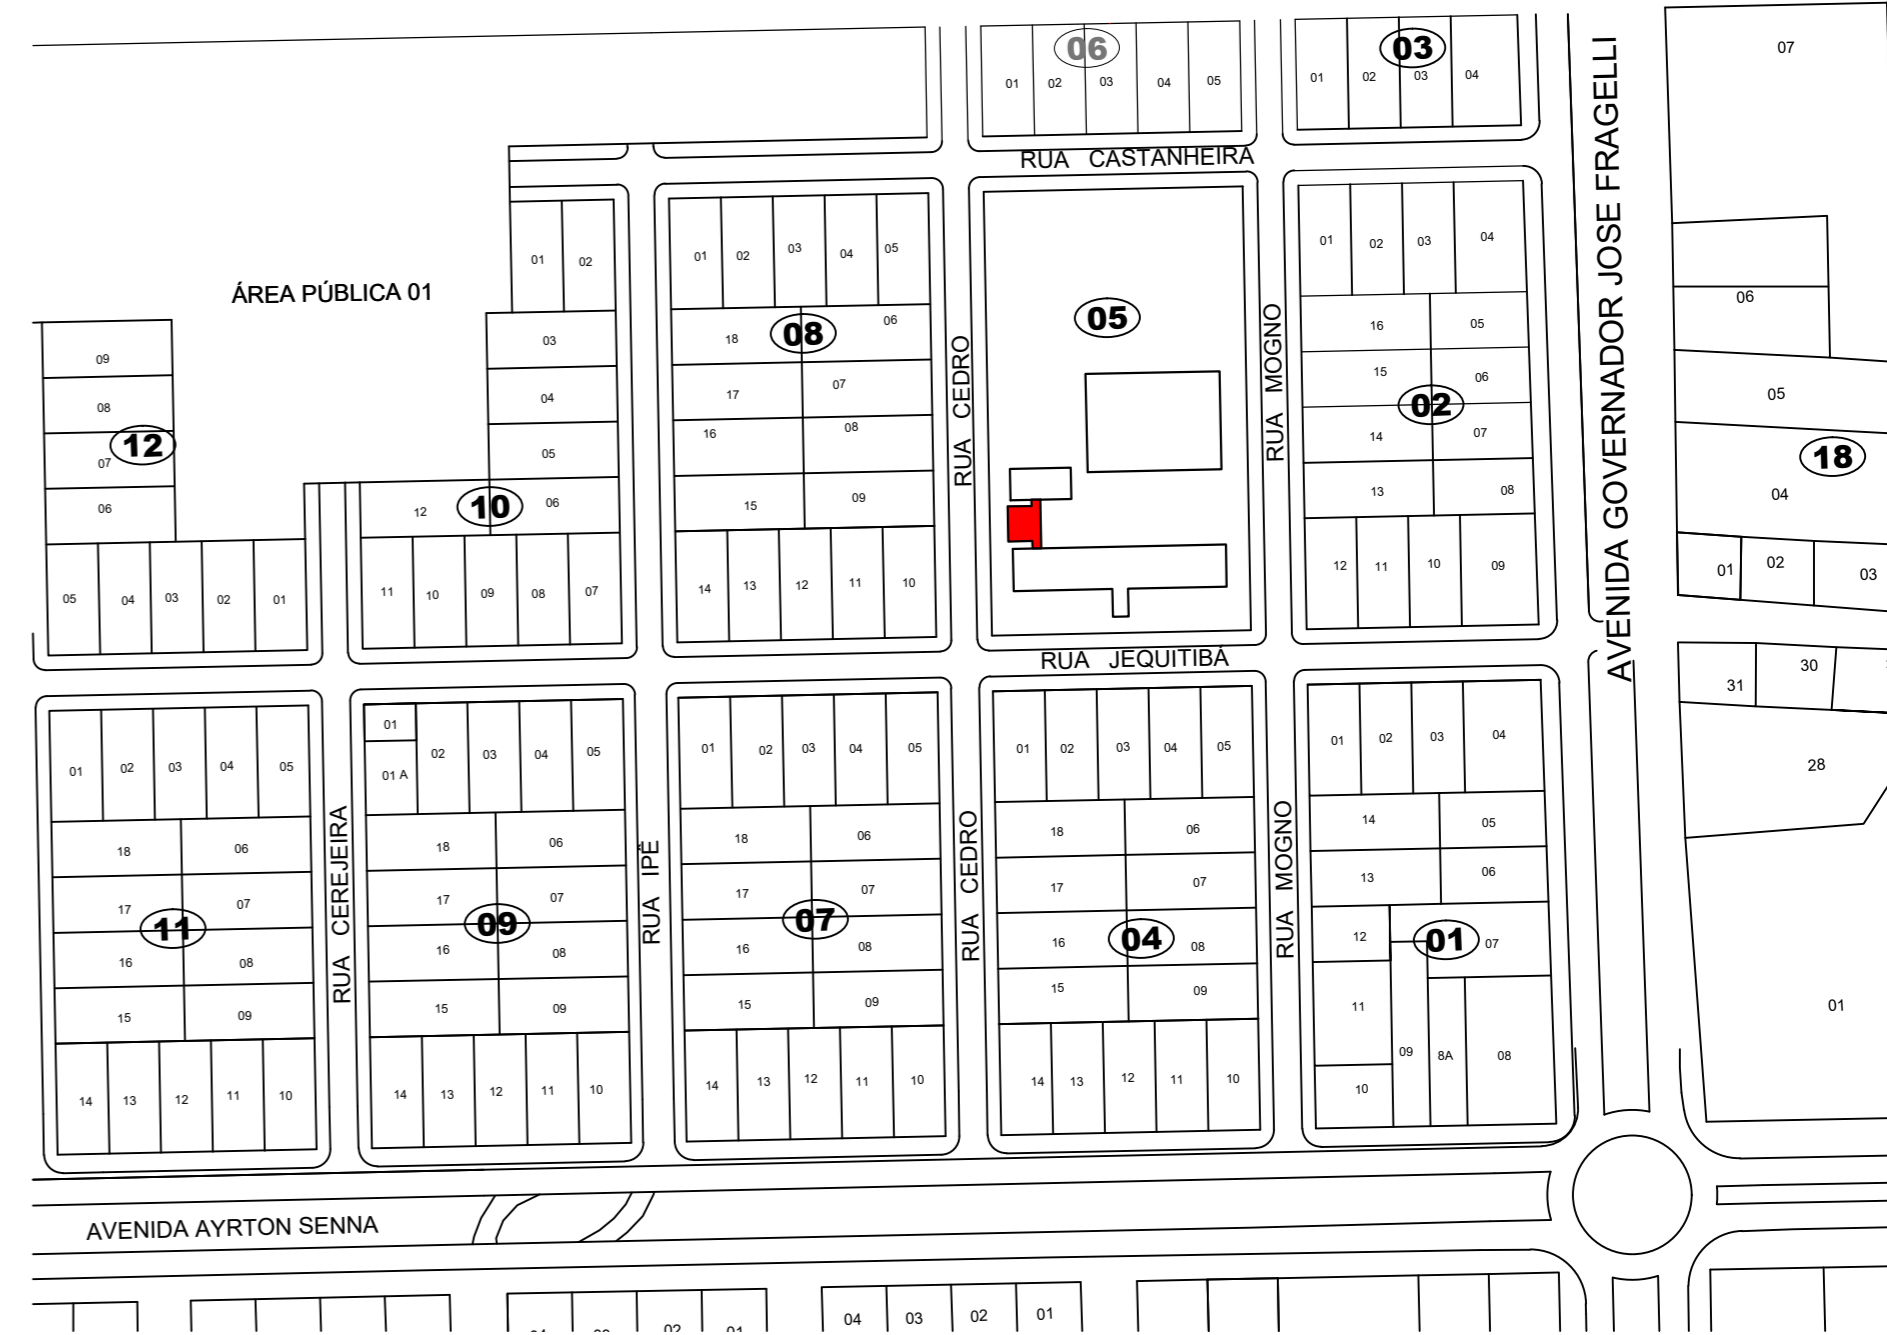 06
01 02 03 04 05
03
01 02 03 04
07
RUA CASTANHEIRA
AVENIDA GOVERNADOR JOSE FRAGELLI
ÁREA PÚBLICA 01
12
09
08
07
06
05 04 03 02 01
10
01 02
03
04
05
12 06
11 10 09 08 07
08
01 02 03 04 05
18 06
17 07
16 08
15 09
14 13 12 11 10
RUA CEDRO
05
RUA MOGNO
02
01 02 03 04
16 05
15 06
14 07
13 08
12 11 10 09
18
06
05
04
01 02 03
RUA JEQUITIBÁ
31 30
28
01
11
01 02 03 04 05
18 06
17 07
16 08
15 09
14 13 12 11 10
RUA CEREJEIRA
09
01
01 A
02 03 04 05
18 06
17 07
16 08
15 09
14 13 12 11 10
RUA IPÊ
07
01 02 03 04 05
18 06
17 07
16 08
15 09
14 13 12 11 10
RUA CEDRO
04
01 02 03 04 05
18 06
17 07
16 08
15 09
14 13 12 11 10
RUA MOGNO
01
01 02 03 04
14 05
13 06
12 07
11
09 8A 08
10
AVENIDA AYRTON SENNA
02 01
04 03 02 01